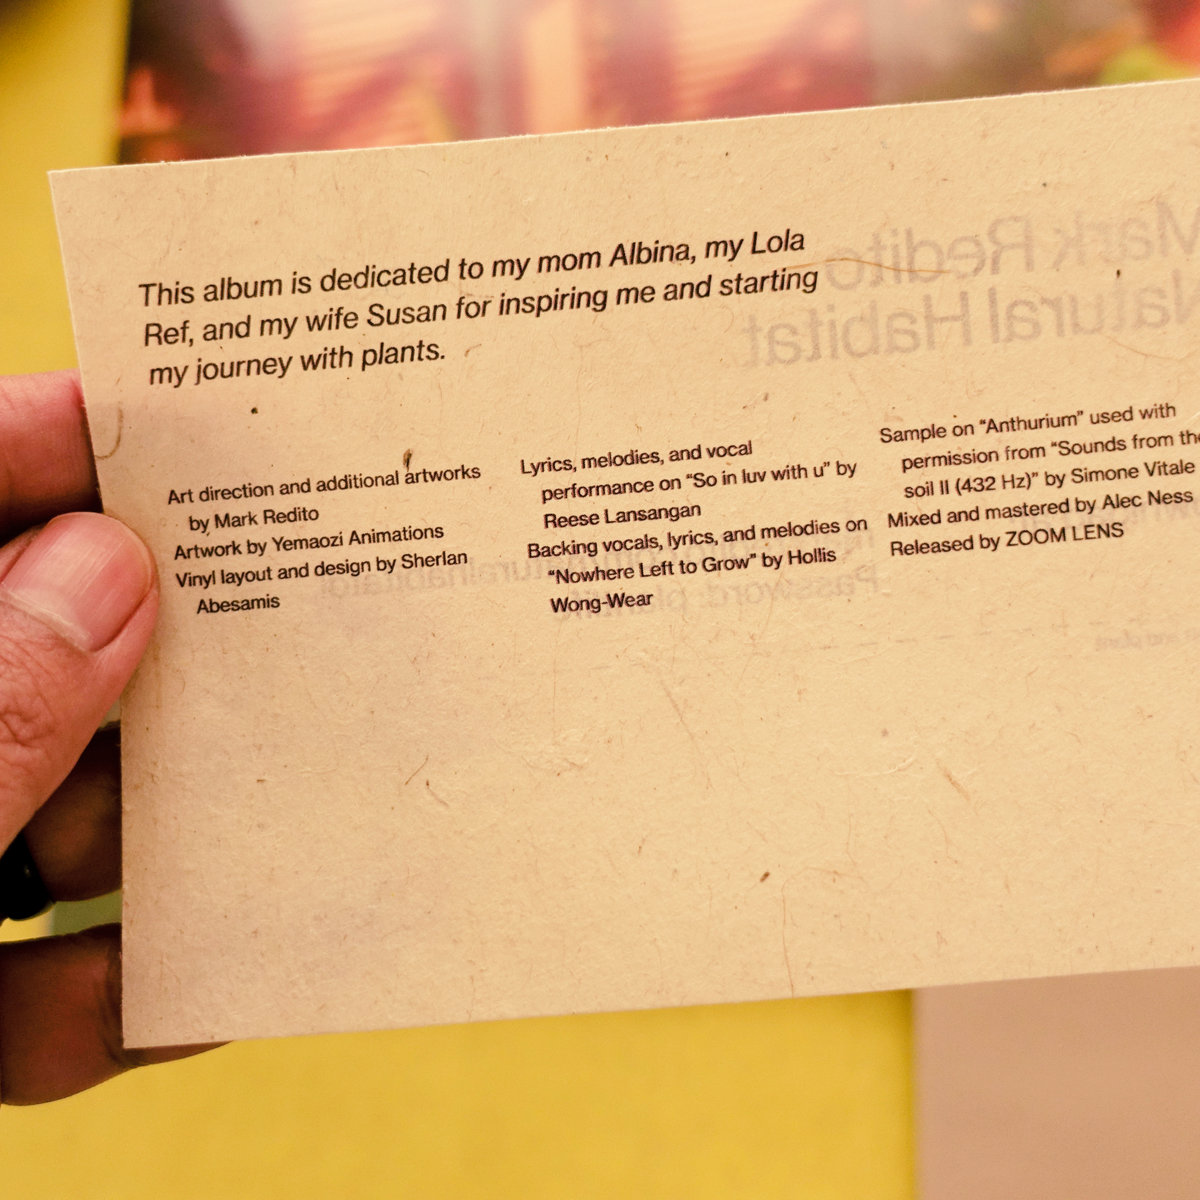 This album is dedicated to my mom Albina, my Lola
Ref, and my wife Susan for inspiring me and starting
my journey with plants.
Art direction and additional artworks
by Mark Redito
Artwork by Yemaozi Animations
Vinyl layout and design by Sherlan
Abesamis
Lyrics, melodies, and vocal
performance on “So in luv with u” by
Reese Lansangan
Backing vocals, lyrics, and melodies on
“Nowhere Left to Grow” by Hollis
Wong-Wear
Sample on “Anthurium” used with
permission from “Sounds from the
soil II (432 Hz)” by Simone Vitale
Mixed and mastered by Alec Ness
Released by ZOOM LENS
Mark Redito
Natural Habitat
Password: